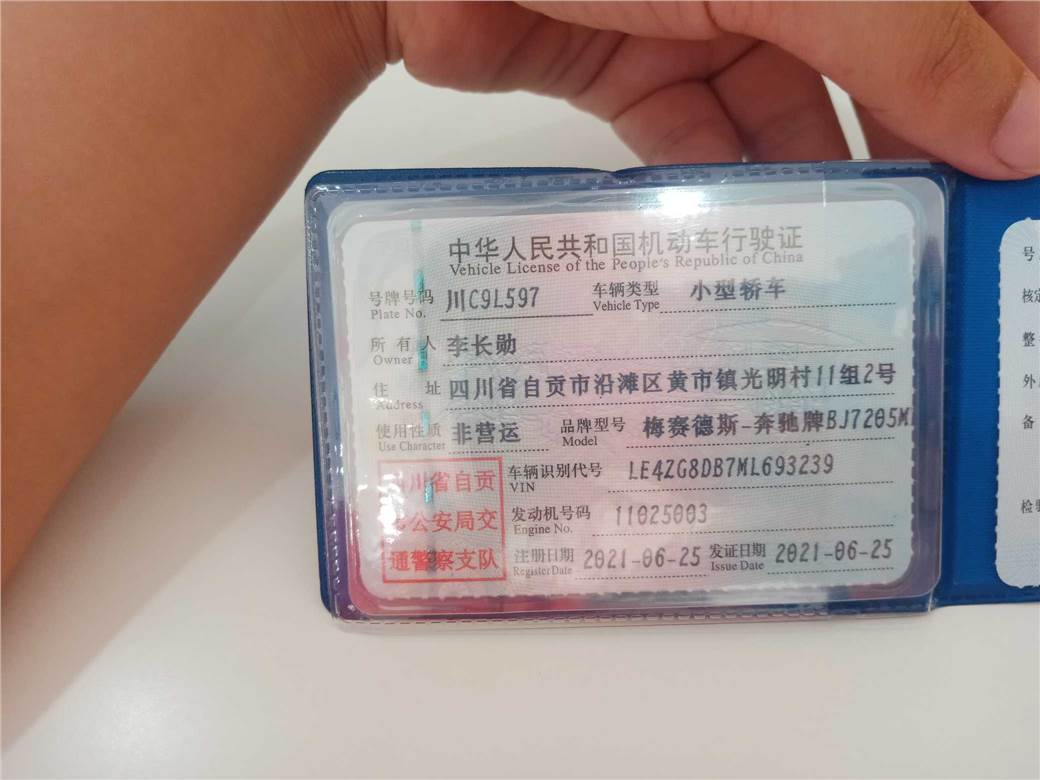 中华人民共和国机动车行驶证
Vehicle License of the People's Republic of China
号牌号码 川C9L597 车辆类型 小型轿车
Plate No. Vehicle Type
所有人 李长勋
Owner
住址 四川省自贡市沿滩区黄市镇光明村11组2号
Address
使用性质 非营运 品牌型号 梅赛德斯-奔驰牌BJ7205M
Use Character Model
四川省自贡
市公安局交
通警察支队
车辆识别代号 LE4ZG8DB7ML693239
VIN
发动机号码 11025003
Engine No.
注册日期 2021-06-25 发证日期 2021-06-25
Register Date Issue Date
号
核定
整
外
备
检验